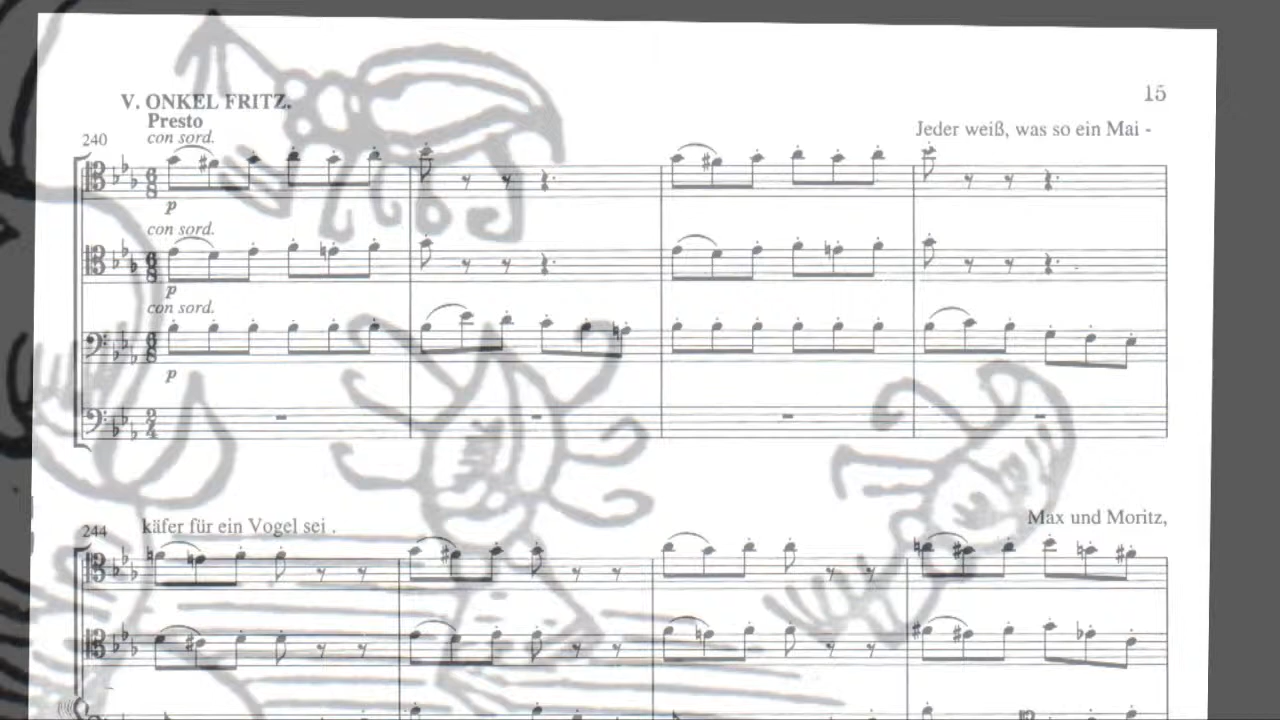 V. ONKEL FRITZ.
15
Presto
Jeder weiß, was so ein Mai -
240
con sord.
p
con sord.
p
con sord.
p
244
käfer für ein Vogel sei .
Max und Moritz,